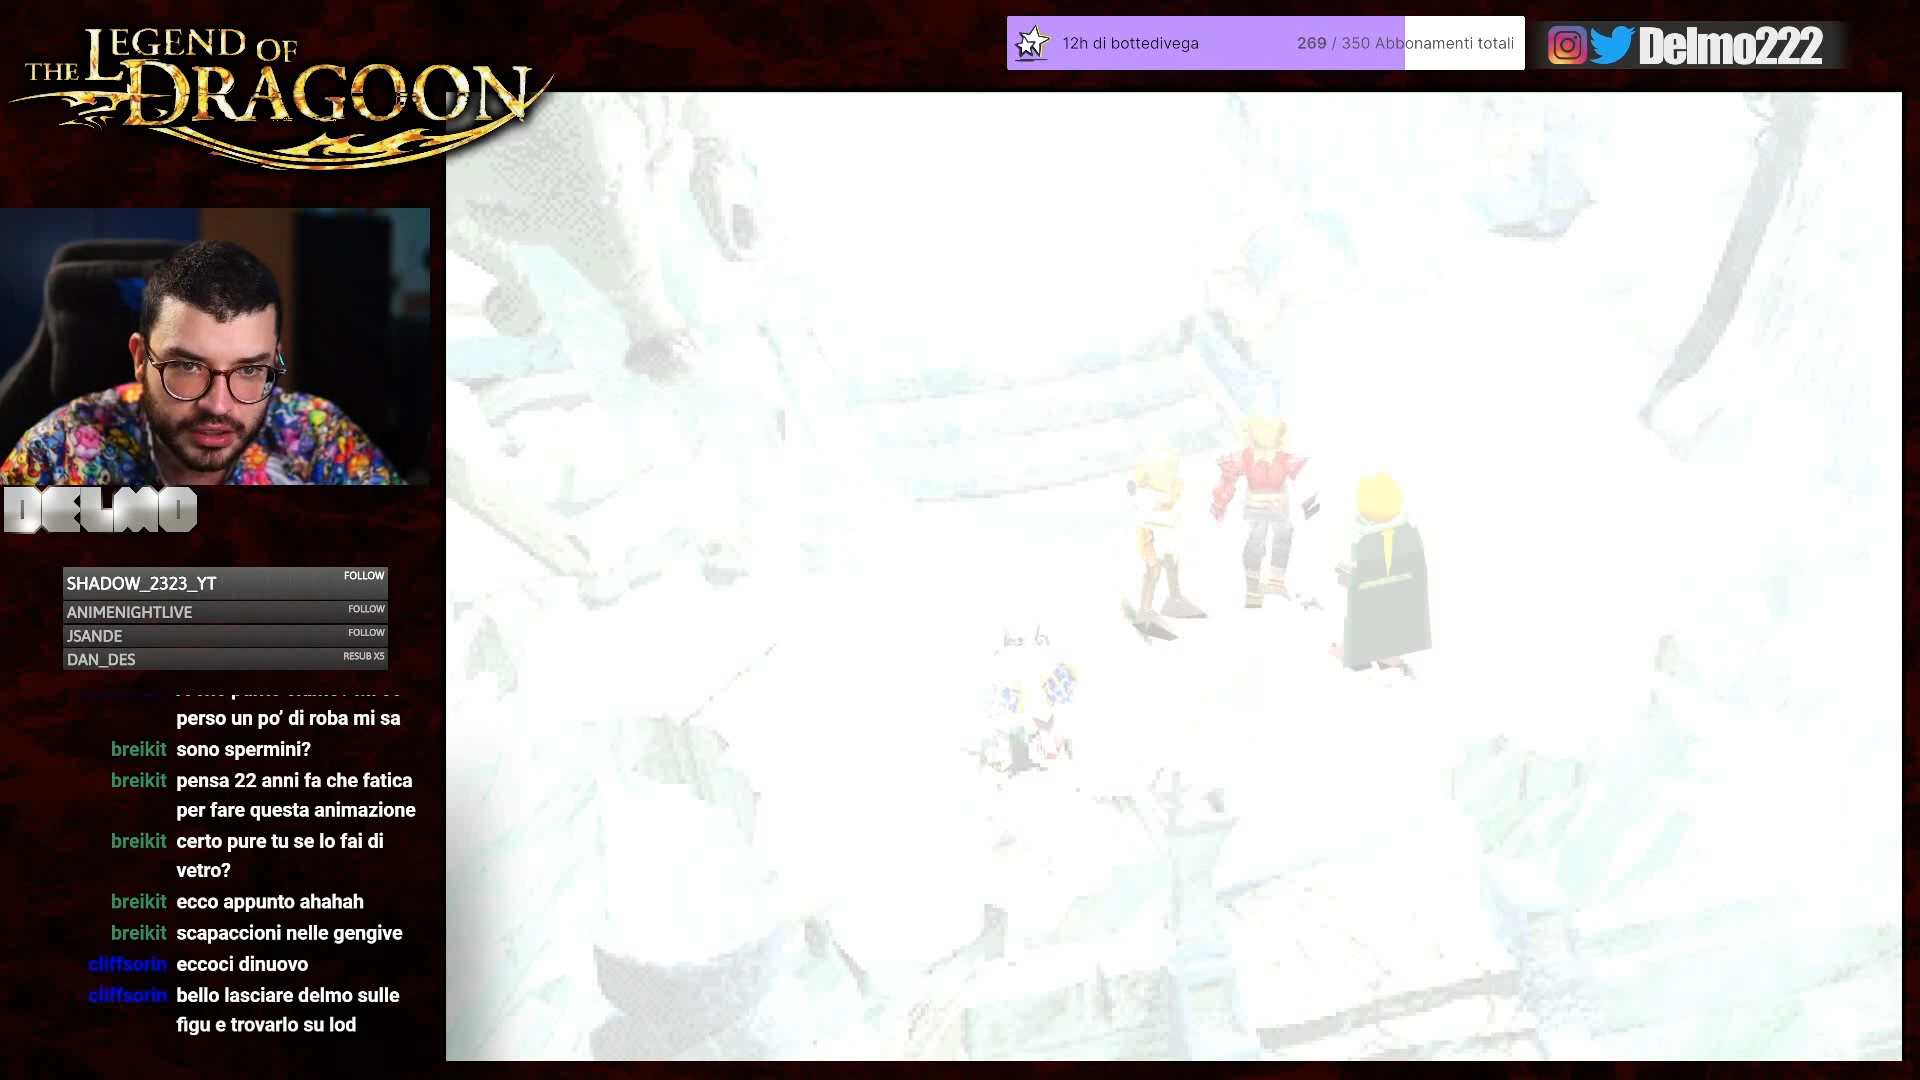 LEGEND OF
THE DRAGOON
12h di bottedivega
269 / 350 Abbonamenti totali
Delmo222
DELMO
SHADOW_2323_YT FOLLOW
ANIMENIGHTLIVE FOLLOW
JSANDE FOLLOW
DAN_DES RESUB X5
perso un po' di roba mi sa
breikit sono spermini?
breikit pensa 22 anni fa che fatica
per fare questa animazione
breikit certo pure tu se lo fai di
vetro?
breikit ecco appunto ahahah
breikit scapaccioni nelle gengive
cliffsorin eccoci dinuovo
cliffsorin bello lasciare delmo sulle
figu e trovarlo su lod